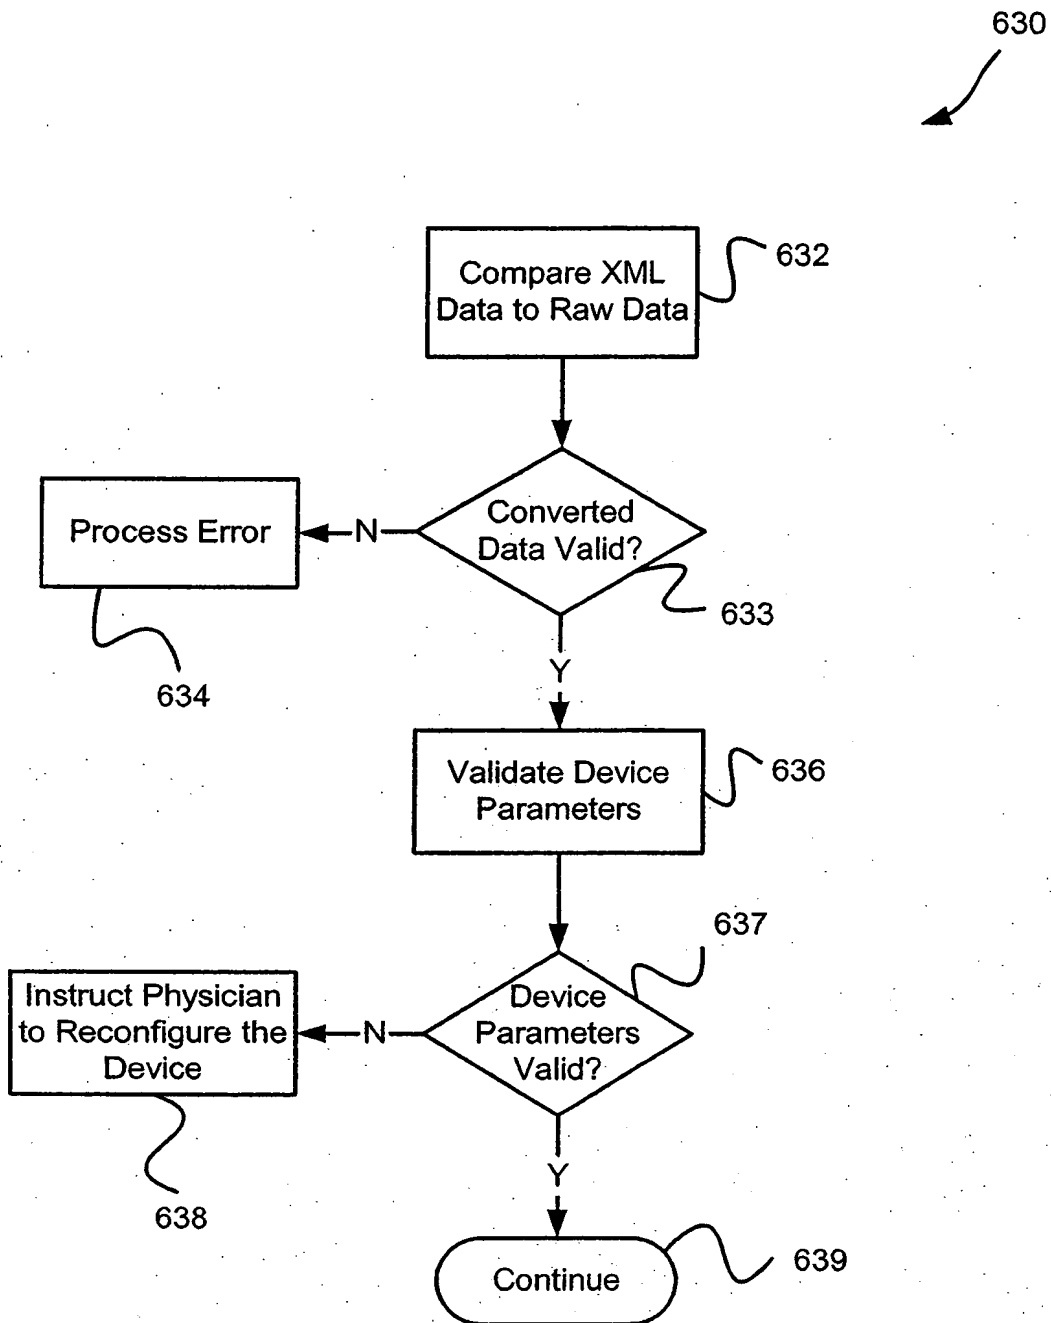 630
Compare XML
Data to Raw Data
632
Converted
Data Valid?
N
Process Error
633
634
Y
Validate Device
Parameters
636
637
Device
Parameters
Valid?
N
Instruct Physician
to Reconfigure the
Device
638
Y
Continue
639